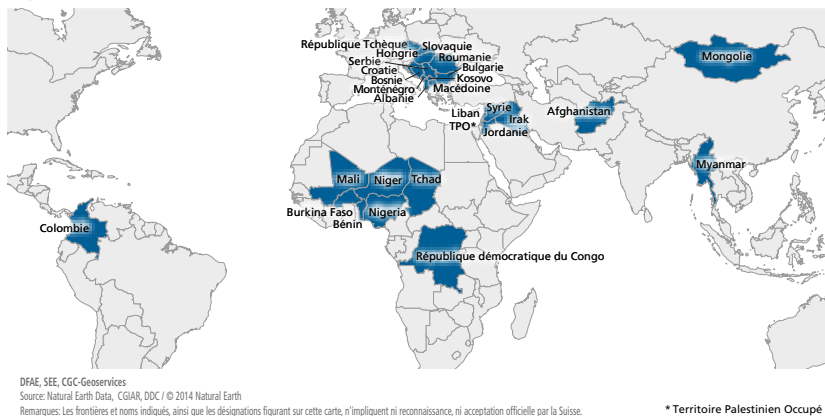 République Tchèque
Slovaquie
Hongrie
Roumanie
Serbie
Bulgarie
Croatie
Kosovo
Bosnie
Macédoine
Monténégro
Albanie
Mongolie
Liban
Syrie
TPO*
Irak
Jordanie
Afghanistan
Myanmar
Mali
Niger
Tchad
Burkina Faso
Nigeria
Bénin
Colombie
République démocratique du Congo
DFAE, SEE, CGC-Geoservices
Source: Natural Earth Data, CGIAR, DDC / © 2014 Natural Earth
Remarques: Les frontières et noms indiqués, ainsi que les désignations figurant sur cette carte, n'impliquent ni reconnaissance, ni acceptation officielle par la Suisse.
* Territoire Palestinien Occupé